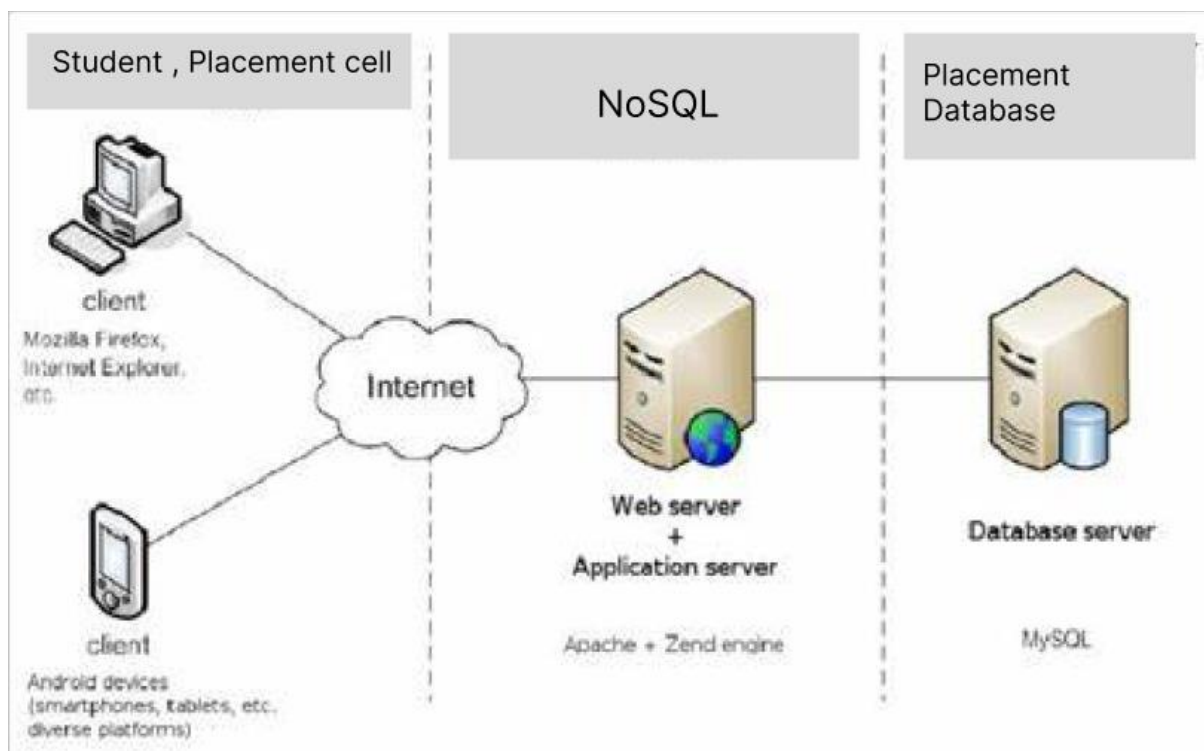 Student , Placement cell
NoSQL
Placement
Database
client
Mozilla Firefox,
Internet Explorer,
etc.
Internet
client
Android devices
(smartphones, tablets, etc.
diverse platforms)
Web server
+
Application server
Apache + Zend engine
Database server
MySQL